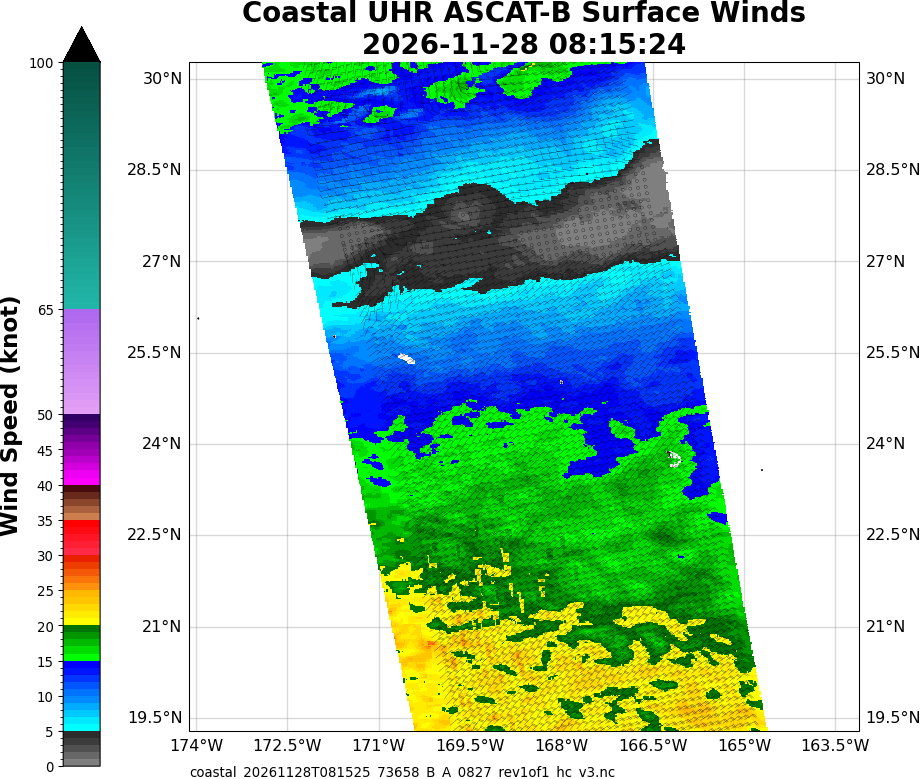 Coastal UHR ASCAT-B Surface Winds
2026-11-28 08:15:24
Wind Speed (knot)
100
65
50
45
40
35
30
25
20
15
10
5
0
30°N
28.5°N
27°N
25.5°N
24°N
22.5°N
21°N
19.5°N
30°N
28.5°N
27°N
25.5°N
24°N
22.5°N
21°N
19.5°N
174°W 172.5°W 171°W 169.5°W 168°W 166.5°W 165°W 163.5°W
coastal_20261128T081525_73658_B_A_0827_rev1of1_hc_v3.nc